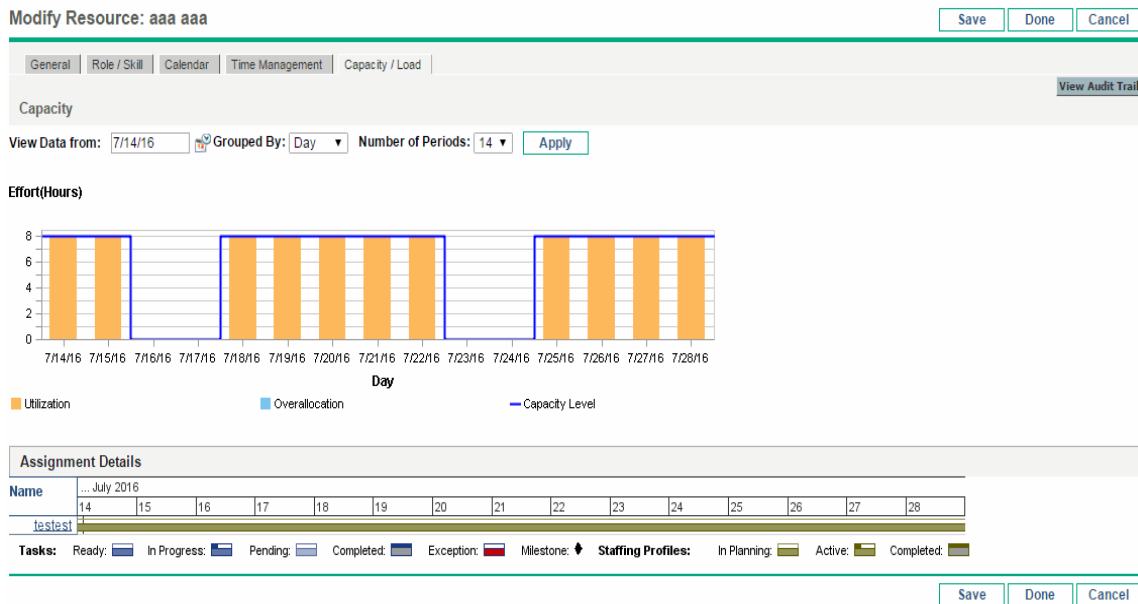 Modify Resource: aaa aaa
Save Done Cancel
General Role / Skill Calendar Time Management Capacity / Load
View Audit Trail
Capacity
View Data from: 7/14/16 Grouped By: Day Number of Periods: 14 Apply
Effort(Hours)
8
6
4
2
0
7/14/16 7/15/16 7/16/16 7/17/16 7/18/16 7/19/16 7/20/16 7/21/16 7/22/16 7/23/16 7/24/16 7/25/16 7/26/16 7/27/16 7/28/16
Day
Utilization Overallocation Capacity Level
Assignment Details
Name ... July 2016
14 15 16 17 18 19 20 21 22 23 24 25 26 27 28
testest
Tasks: Ready: In Progress: Pending: Completed: Exception: Milestone: Staffing Profiles: In Planning: Active: Completed:
Save Done Cancel